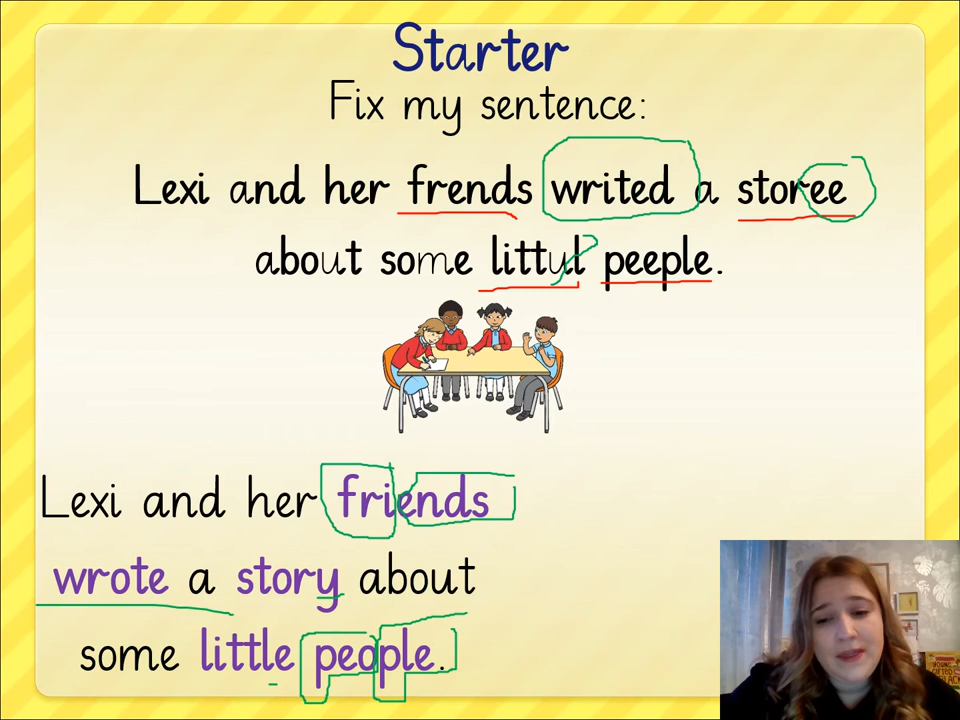 Starter
Fix my sentence:
Lexi and her frends writed a storee
about some littyl peeple.
Lexi and her friends
wrote a story about
some little people.